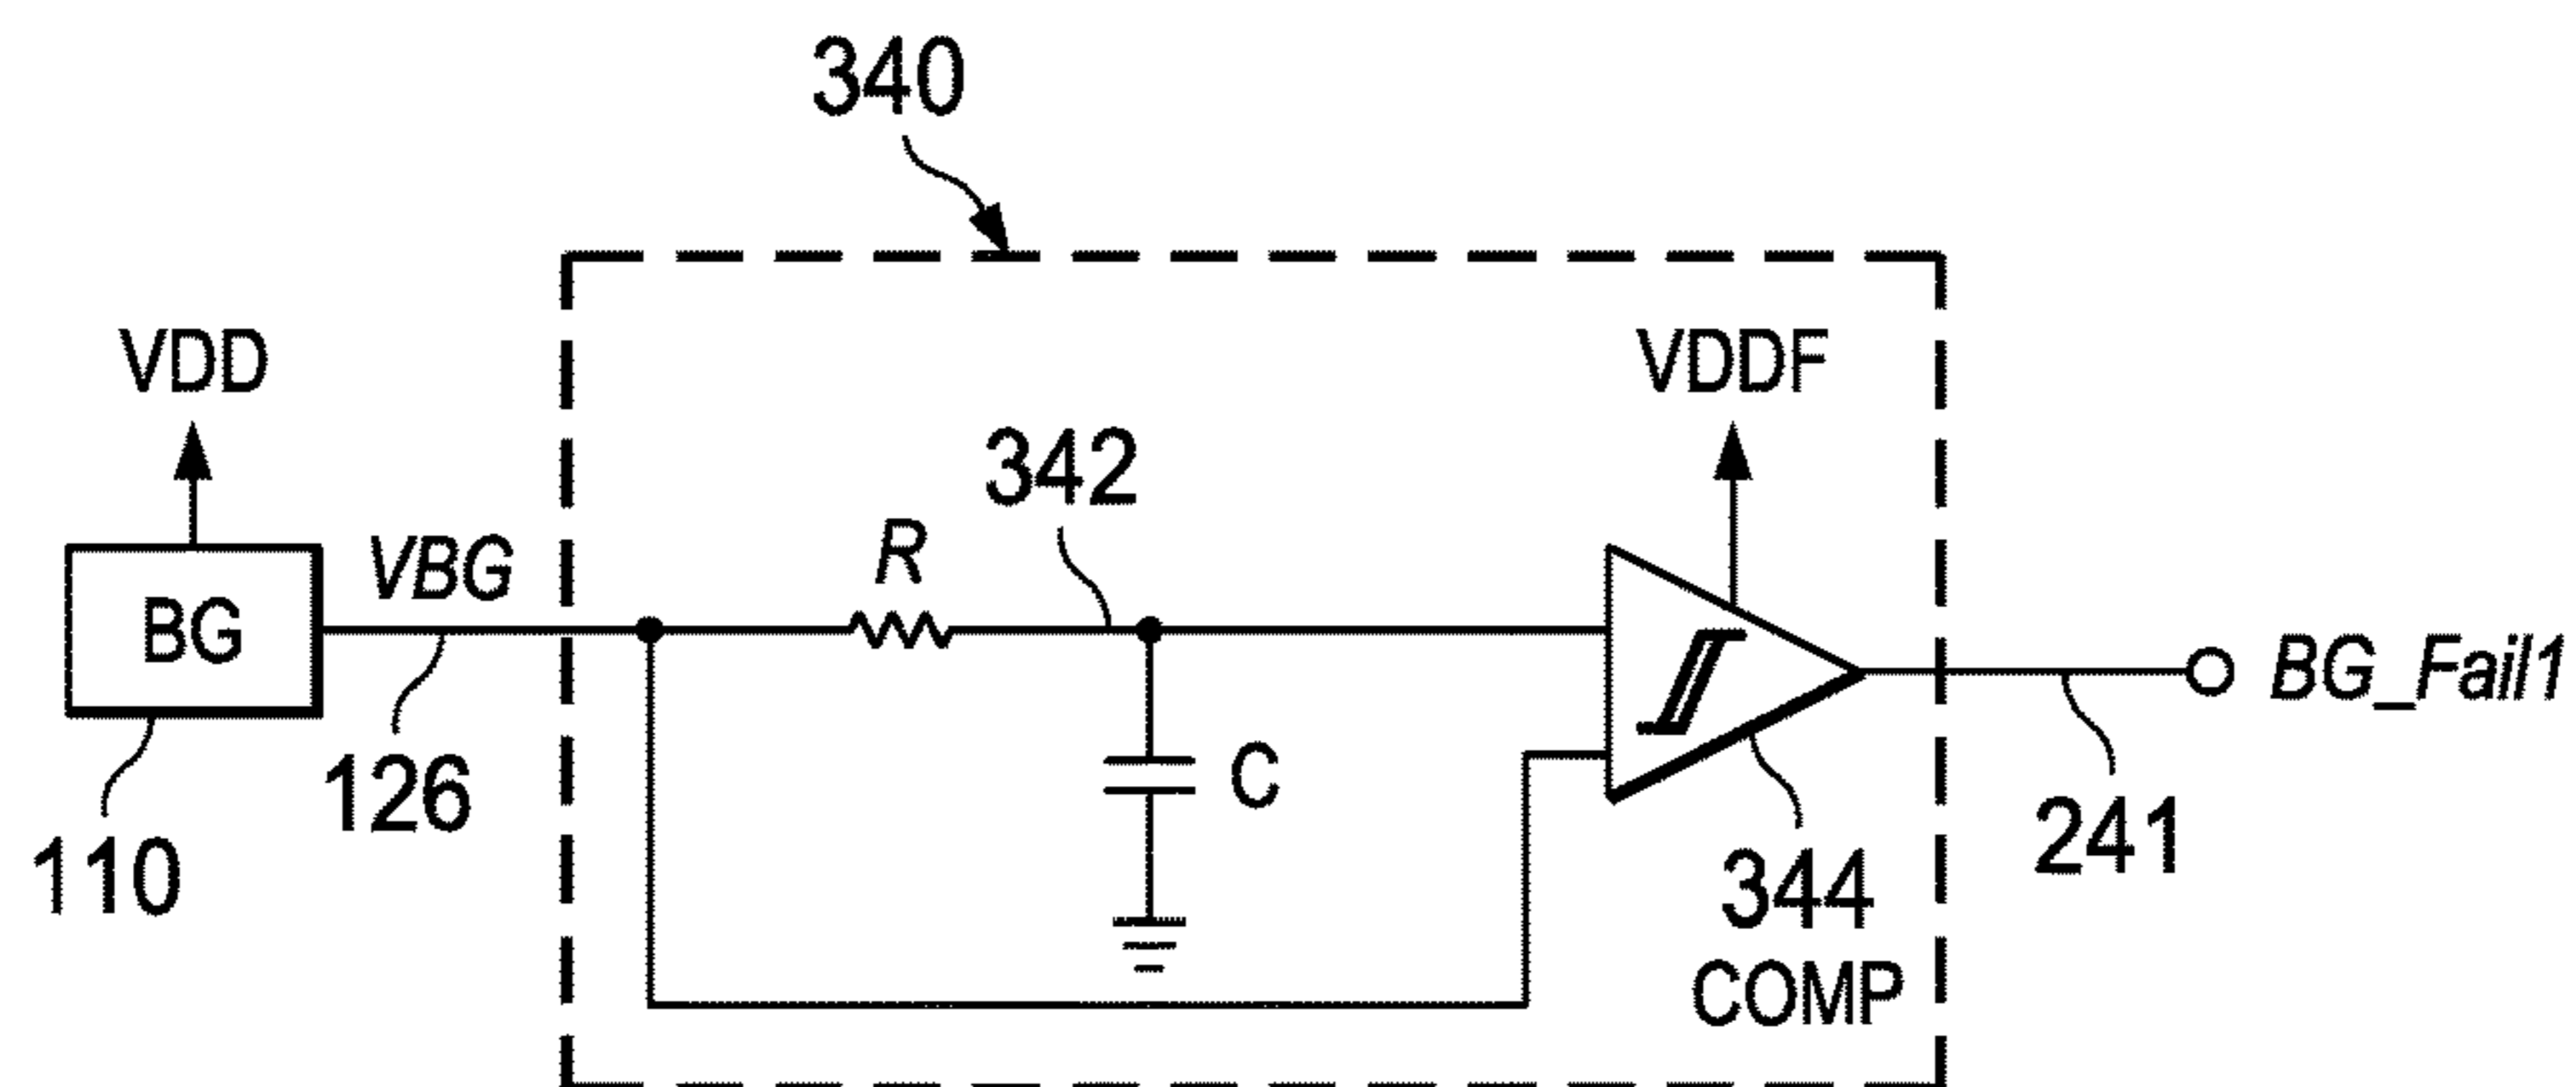 340
VDD
VDDF
342
R
VBG
BG
BG_Fail1
C
126
110
344
COMP
241